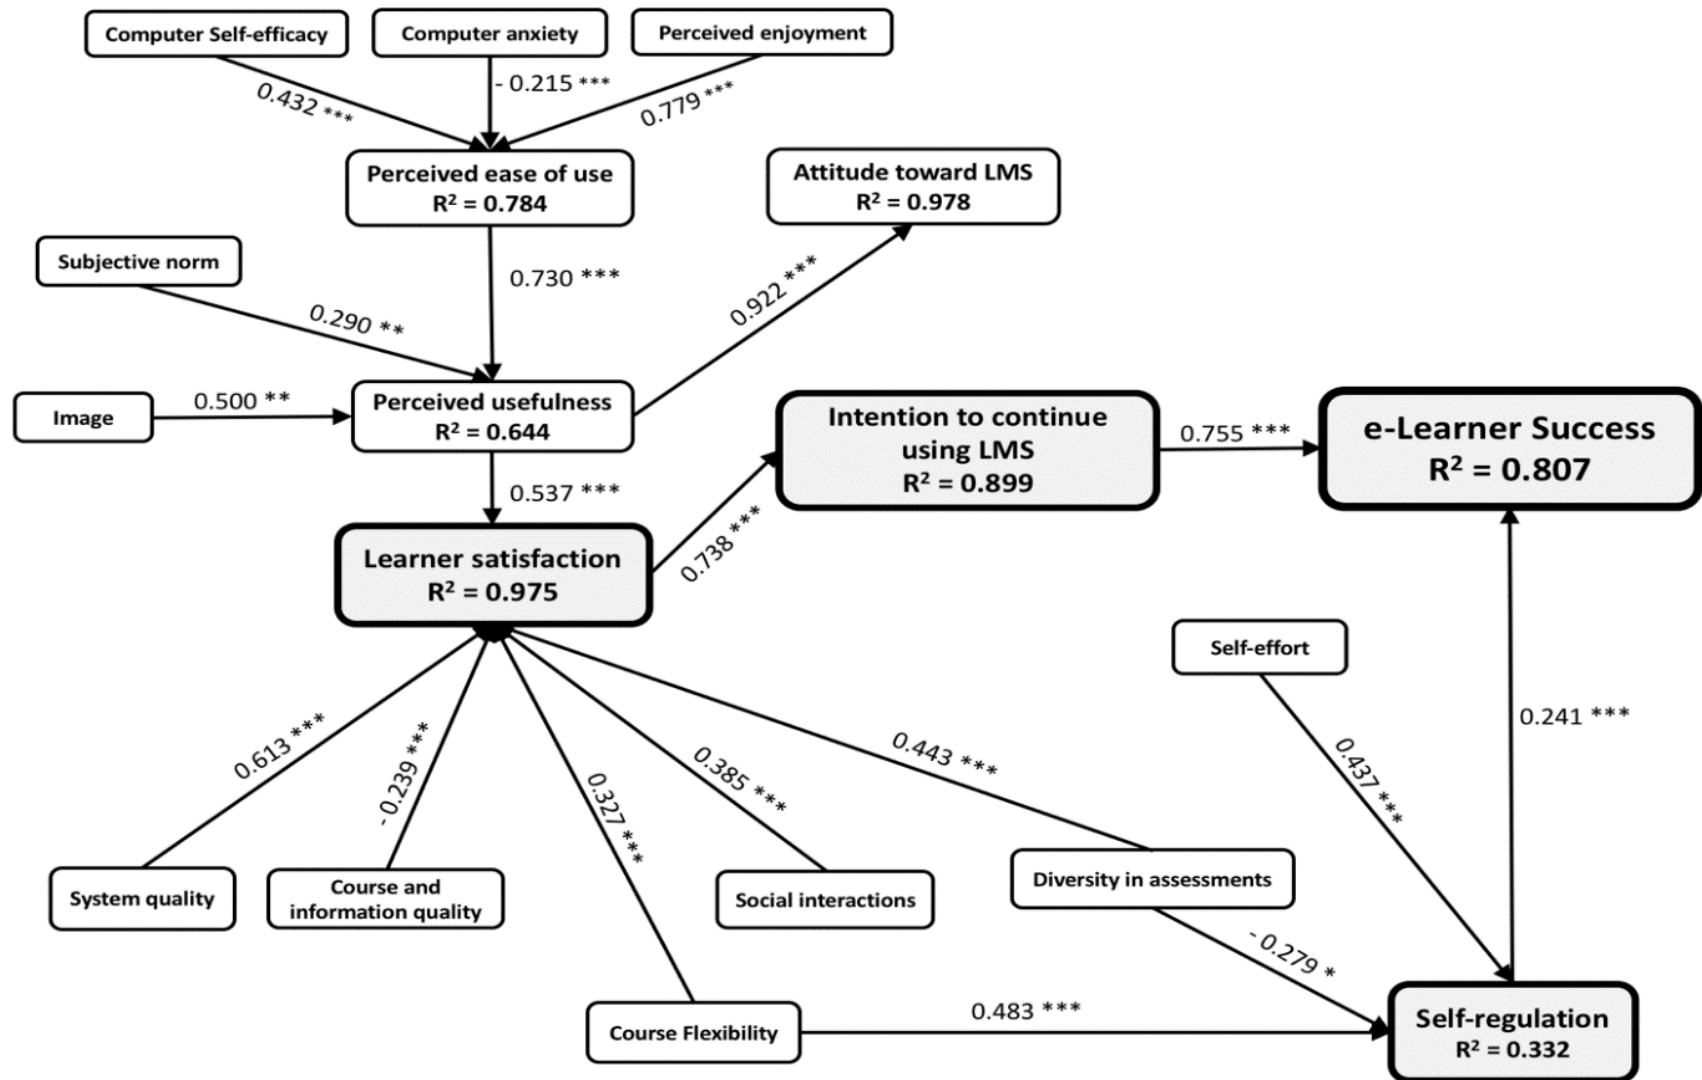 Computer Self-efficacy
Computer anxiety
Perceived enjoyment
0.432 ***
- 0.215 ***
0.779 ***
Perceived ease of use
R² = 0.784
Attitude toward LMS
R² = 0.978
Subjective norm
0.730 ***
0.290 **
0.922 ***
Image
0.500 **
Perceived usefulness
R² = 0.644
Intention to continue
using LMS
R² = 0.899
0.755 ***
e-Learner Success
R² = 0.807
0.537 ***
0.738 ***
Learner satisfaction
R² = 0.975
Self-effort
0.613 ***
- 0.239 ***
0.327 ***
0.385 ***
0.443 ***
0.437 ***
0.241 ***
System quality
Course and
information quality
Social interactions
Diversity in assessments
- 0.279 *
Course Flexibility
0.483 ***
Self-regulation
R² = 0.332